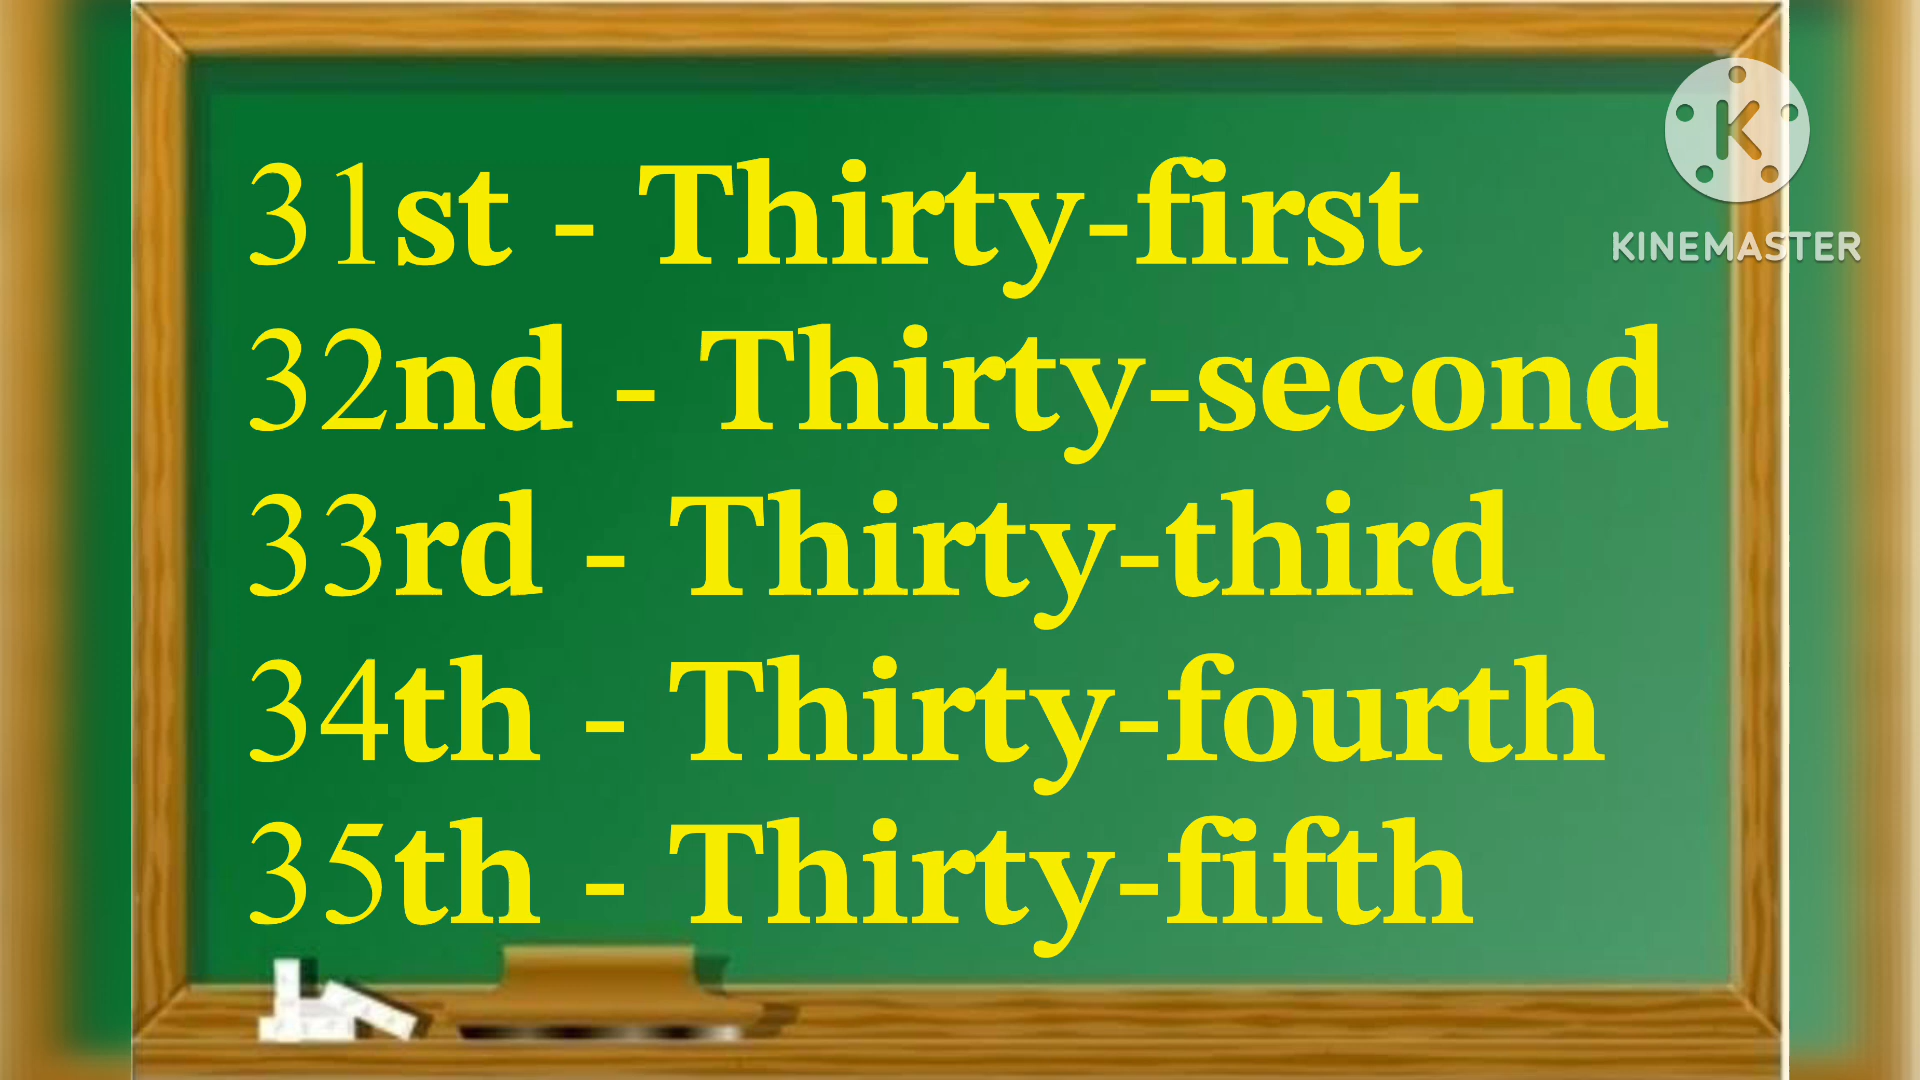 31st - Thirty-first
32nd - Thirty-second
33rd - Thirty-third
34th - Thirty-fourth
35th - Thirty-fifth
K
KINEMASTER